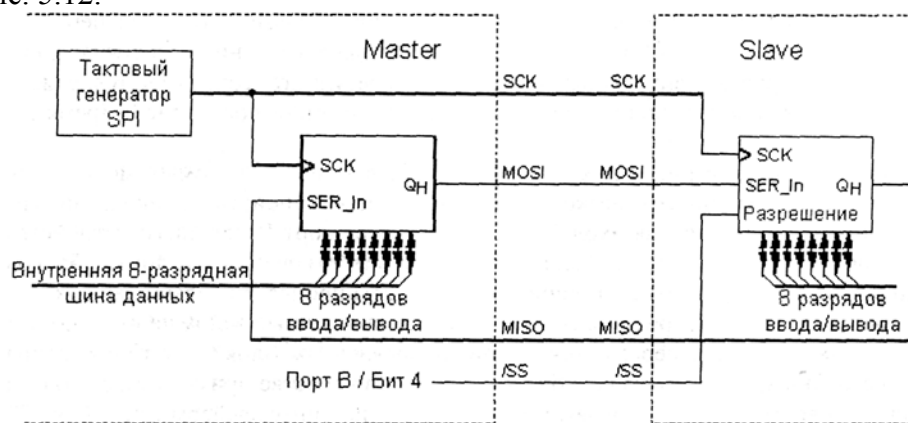 Master
Slave
Тактовый
генератор
SPI
SCK
SCK
SCK
SER_In
QH
MOSI
MOSI
SCK
SER_In
QH
Разрешение
Внутренняя 8-разрядная
шина данных
8 разрядов
ввода/вывода
8 разрядов
ввода/вывода
MISO
MISO
Порт B / Бит 4
/SS
/SS